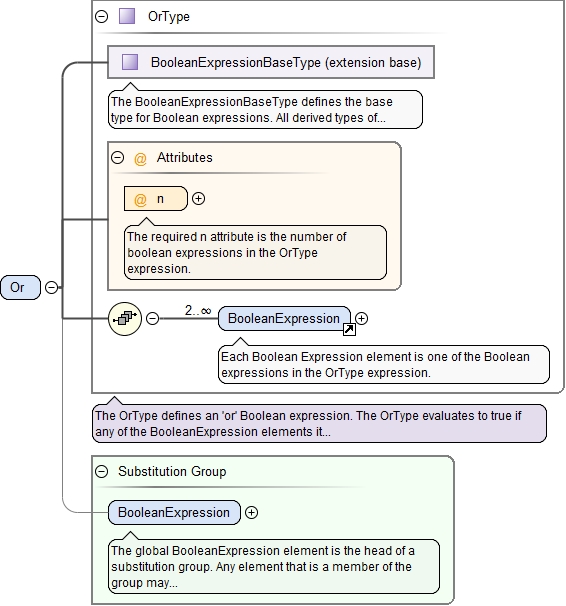 OrType
BooleanExpressionBaseType (extension base)
The BooleanExpressionBaseType defines the base
type for Boolean expressions. All derived types of...
@ Attributes
@ n
The required n attribute is the number of
boolean expressions in the OrType
expression.
Or
2..∞
BooleanExpression
Each Boolean Expression element is one of the Boolean
expressions in the OrType expression.
The OrType defines an 'or' Boolean expression. The OrType evaluates to true if
any of the BooleanExpression elements it...
Substitution Group
BooleanExpression
The global BooleanExpression element is the head of a
substitution group. Any element that is a member of the
group may...